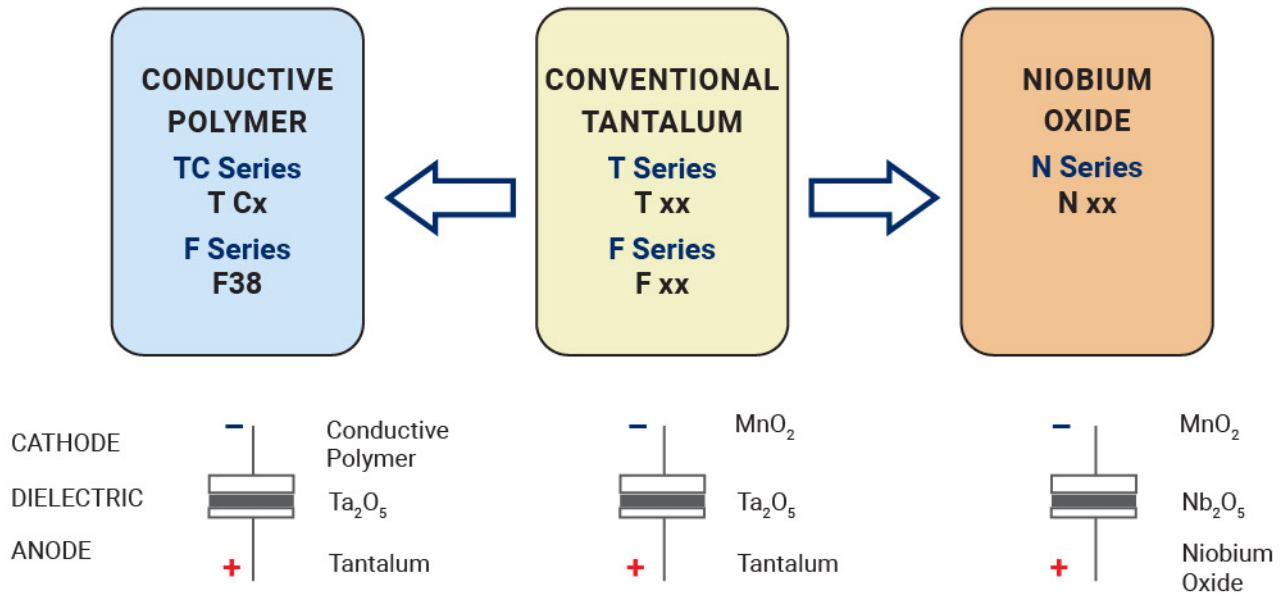 CONDUCTIVE
POLYMER
TC Series
T Cx
F Series
F38
CONVENTIONAL
TANTALUM
T Series
T xx
F Series
F xx
NIOBIUM
OXIDE
N Series
N xx
CATHODE
DIELECTRIC
ANODE
−
Conductive
Polymer
Ta₂O₅
+
Tantalum
−
MnO₂
Ta₂O₅
+
Tantalum
−
MnO₂
Nb₂O₅
+
Niobium
Oxide